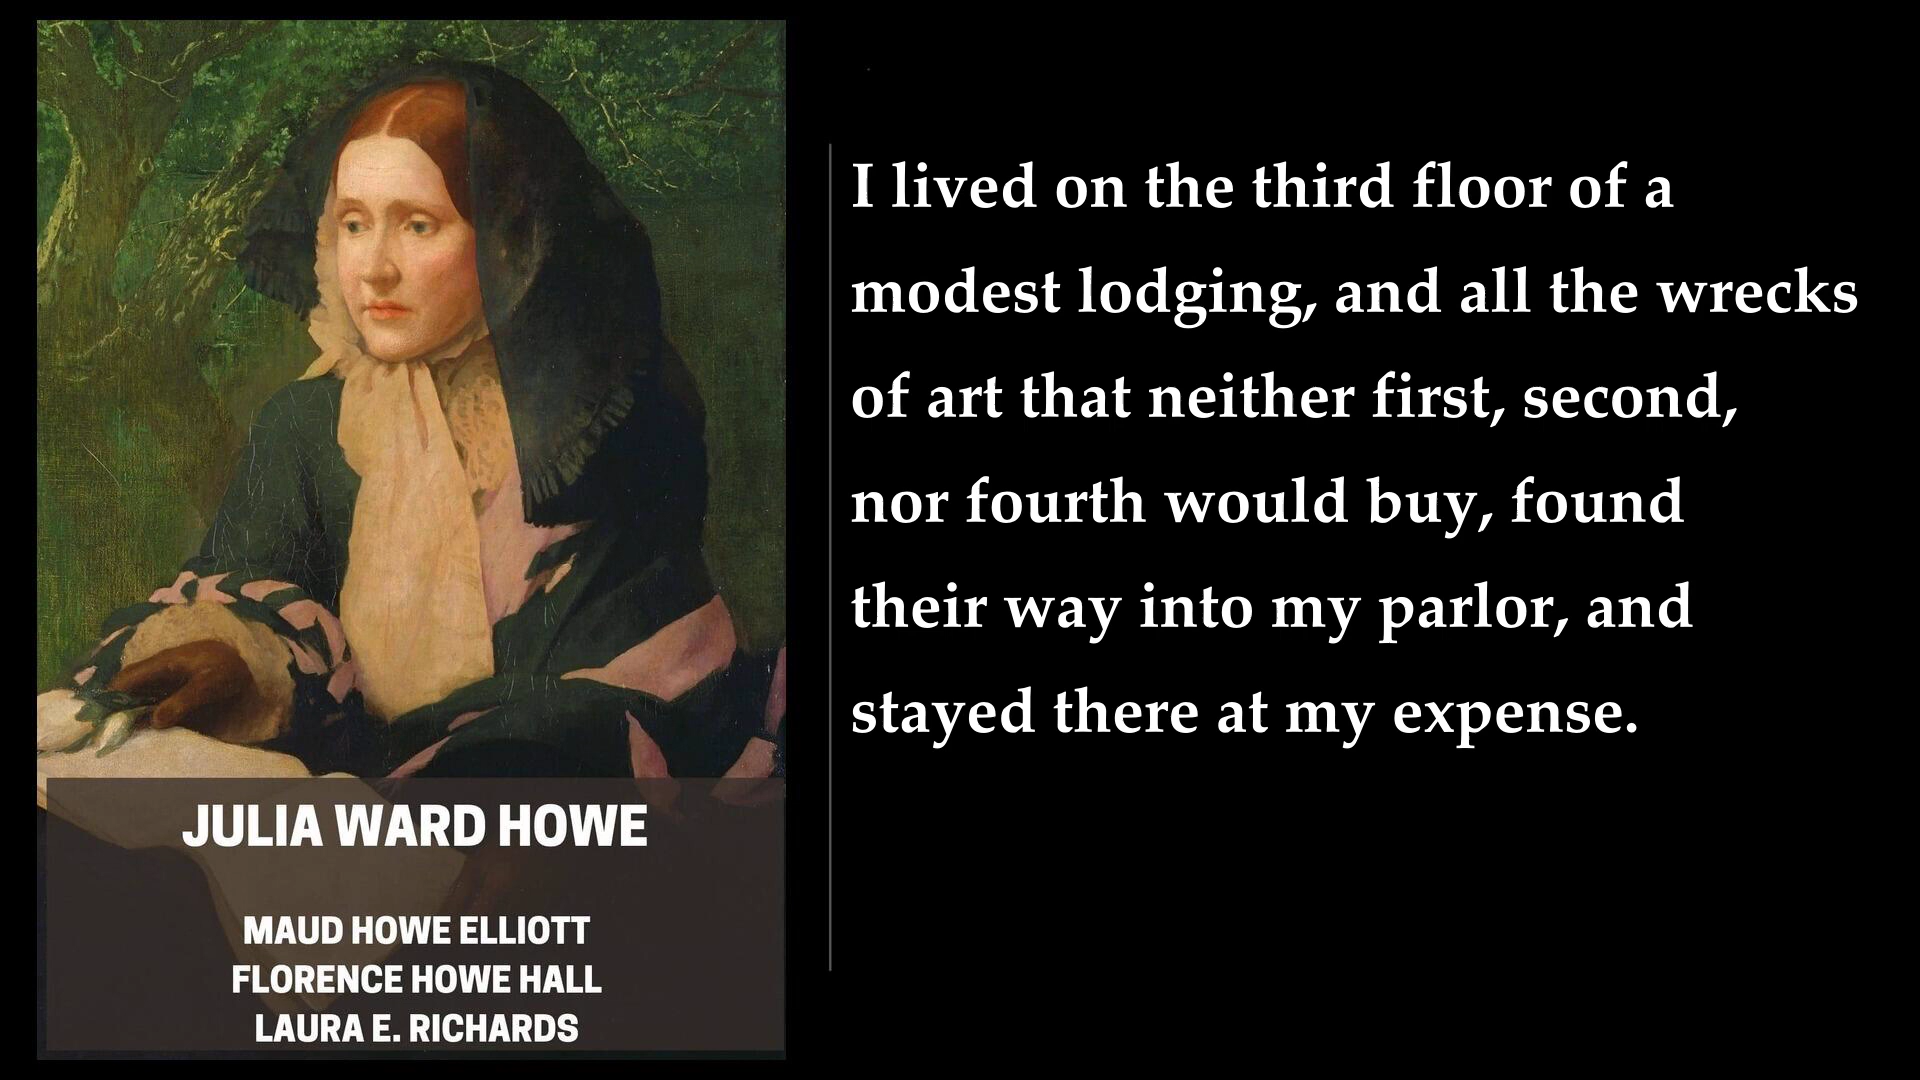 I lived on the third floor of a
modest lodging, and all the wrecks
of art that neither first, second,
nor fourth would buy, found
their way into my parlor, and
stayed there at my expense.
JULIA WARD HOWE
MAUD HOWE ELLIOTT
FLORENCE HOWE HALL
LAURA E. RICHARDS